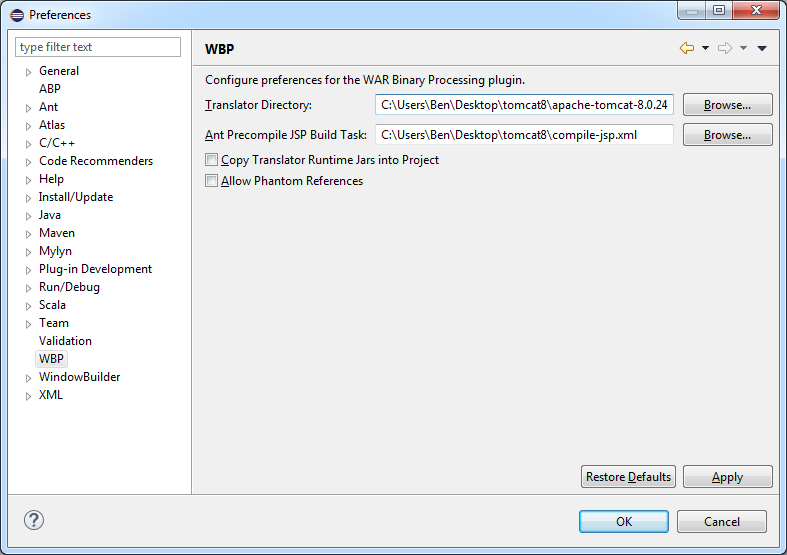 Preferences
type filter text
General
ABP
Ant
Atlas
C/C++
Code Recommenders
Help
Install/Update
Java
Maven
Mylyn
Plug-in Development
Run/Debug
Scala
Team
Validation
WBP
WindowBuilder
XML
WBP
Configure preferences for the WAR Binary Processing plugin.
Translator Directory: C:\Users\Ben\Desktop\tomcat8\apache-tomcat-8.0.24 Browse...
Ant Precompile JSP Build Task: C:\Users\Ben\Desktop\tomcat8\compile-jsp.xml Browse...
Copy Translator Runtime Jars into Project
Allow Phantom References
Restore Defaults Apply
? OK Cancel